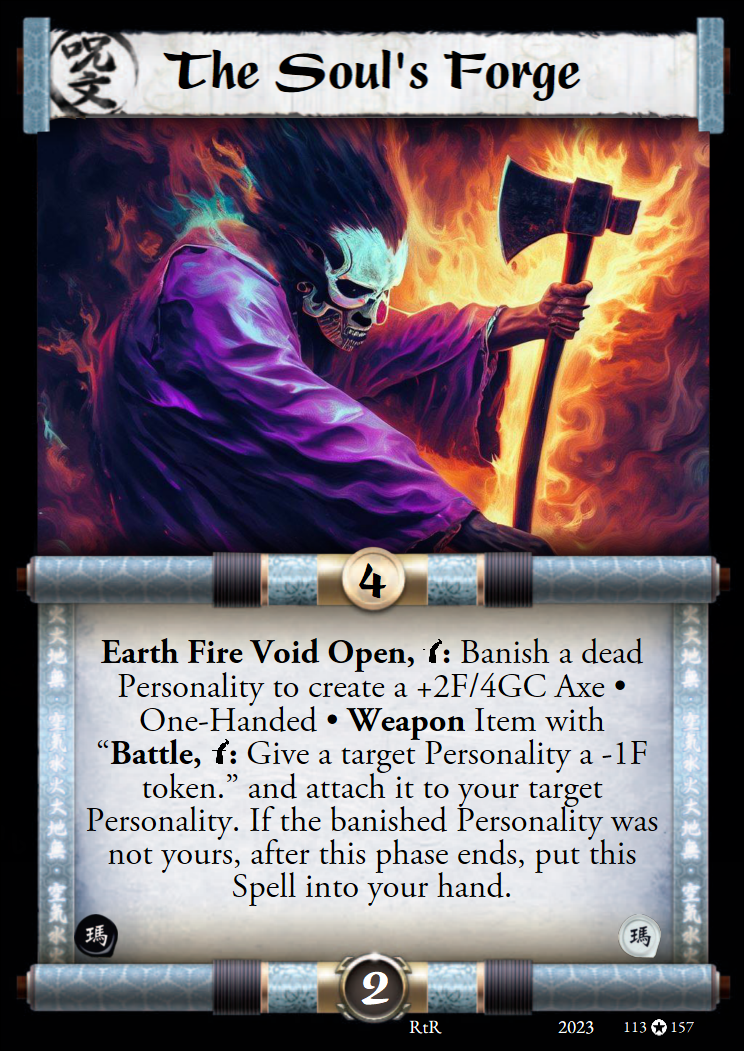 呪文
The Soul's Forge
4
Earth Fire Void Open, : Banish a dead
Personality to create a +2F/4GC Axe •
One-Handed • Weapon Item with
“Battle, : Give a target Personality a -1F
token.” and attach it to your target
Personality. If the banished Personality was
not yours, after this phase ends, put this
Spell into your hand.
瑪
瑪
2
RtR
2023
113 157